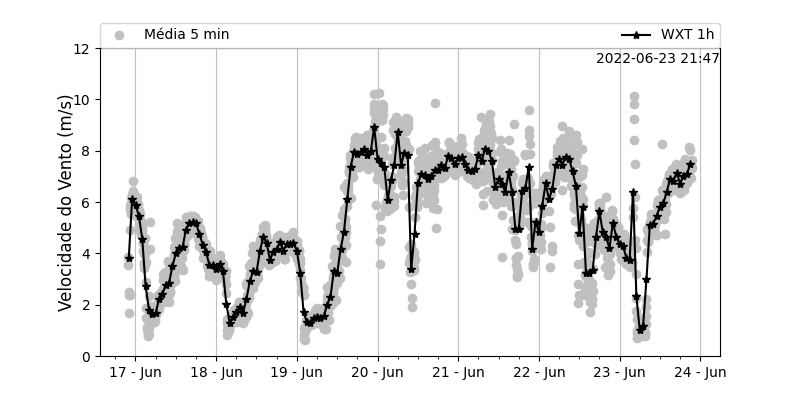 Média 5 min
WXT 1h
2022-06-23 21:47
Velocidade do Vento (m/s)
12
10
8
6
4
2
0
17 - Jun
18 - Jun
19 - Jun
20 - Jun
21 - Jun
22 - Jun
23 - Jun
24 - Jun